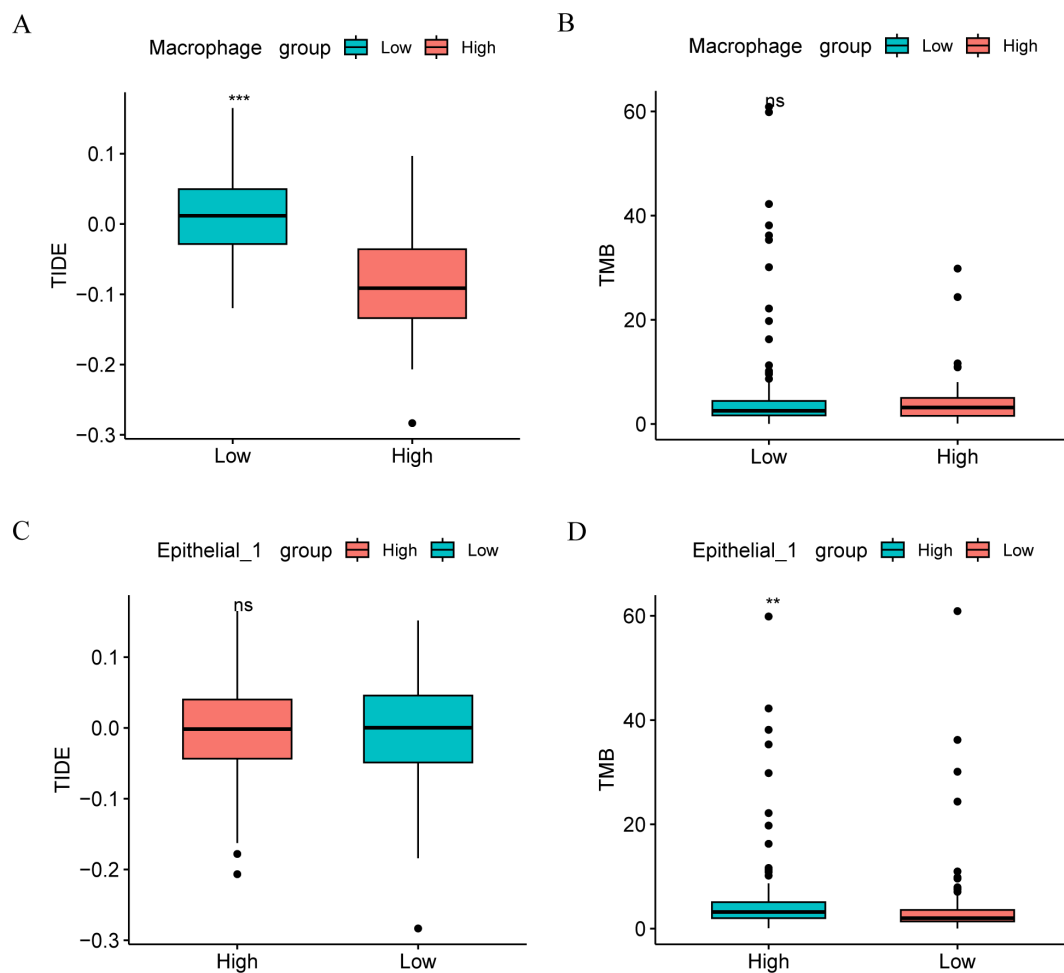 A
Macrophage group Low High
***
TIDE
0.1
0.0
−0.1
−0.2
−0.3
Low High
B
Macrophage group Low High
ns
TMB
60
40
20
0
Low High
C
Epithelial_1 group High Low
ns
TIDE
0.1
0.0
−0.1
−0.2
−0.3
High Low
D
Epithelial_1 group High Low
**
TMB
60
40
20
0
High Low